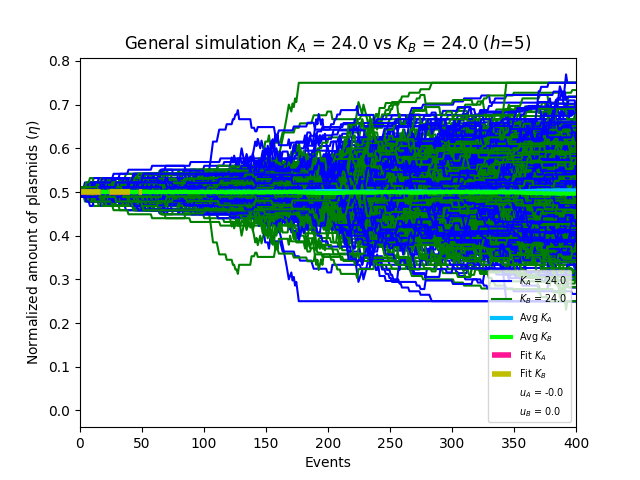 General simulation K_A = 24.0 vs K_B = 24.0 (h=5)
Normalized amount of plasmids (η)
0.8
0.7
0.6
0.5
0.4
0.3
0.2
0.1
0.0
K_A = 24.0
K_B = 24.0
Avg K_A
Avg K_B
Fit K_A
Fit K_B
u_A = -0.0
u_B = 0.0
0 50 100 150 200 250 300 350 400
Events